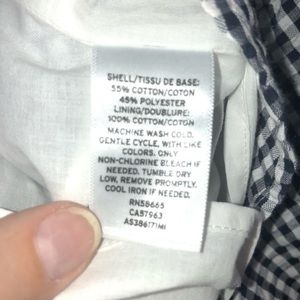 SHELL/TISSU DE BASE:
55% COTTON/COTON
45% POLYESTER
LINING/DOUBLURE:
100% COTTON/COTON
MACHINE WASH COLD,
GENTLE CYCLE, WITH LIKE
COLORS. ONLY
NON-CHLORINE BLEACH IF
NEEDED. TUMBLE DRY
LOW, REMOVE PROMPTLY.
COOL IRON IF NEEDED.
RN58665
CA57963